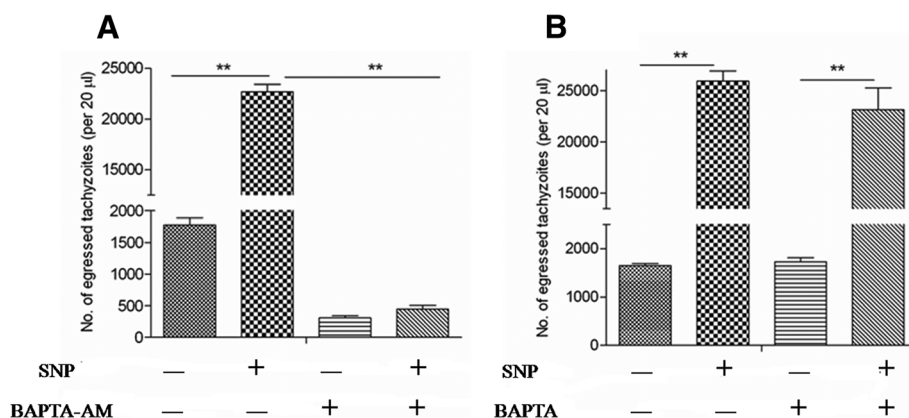 A
No. of egressed tachyzoites (per 20 µl)
25000
20000
15000
2000
1500
1000
500
0
**
**
SNP — + — +
BAPTA-AM — — + +
B
No. of egressed tachyzoites (per 20 µl)
25000
20000
15000
2000
1000
0
**
**
SNP — + — +
BAPTA — — + +